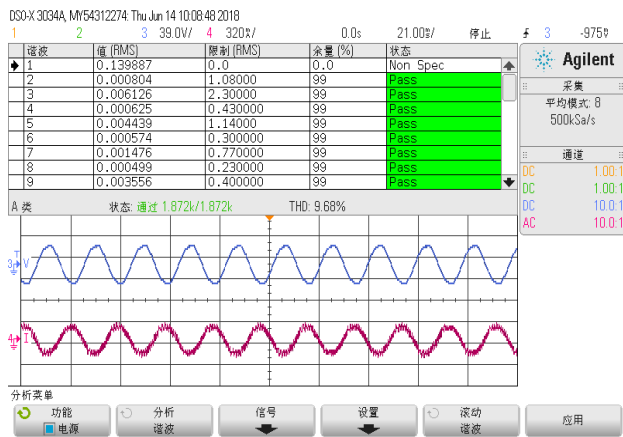 DSO-X 3034A, MY54312274: Thu Jun 14 10:08:48 2018
1 2 3 39.0V/ 4 320♉/ 0.0s 21.00♉/ 停止 3 -975♉
谐波 值 (RMS) 限制 (RMS) 余量 (%) 状态
1 0.139887 0.0 0.0 Non Spec
2 0.000804 1.08000 99 Pass
3 0.006126 2.30000 99 Pass
4 0.000625 0.430000 99 Pass
5 0.004439 1.14000 99 Pass
6 0.000574 0.300000 99 Pass
7 0.001476 0.770000 99 Pass
8 0.000499 0.230000 99 Pass
9 0.003556 0.400000 99 Pass
A 类 状态: 通过 1.872k/1.872k THD: 9.68%
Agilent
采集
平均模式: 8
500kSa/s
通道
DC 1.00:1
DC 1.00:1
DC 10.0:1
AC 10.0:1
3 V
4 I
分析菜单
功能
电源
分析
谐波
信号
设置
滚动
谐波
应用